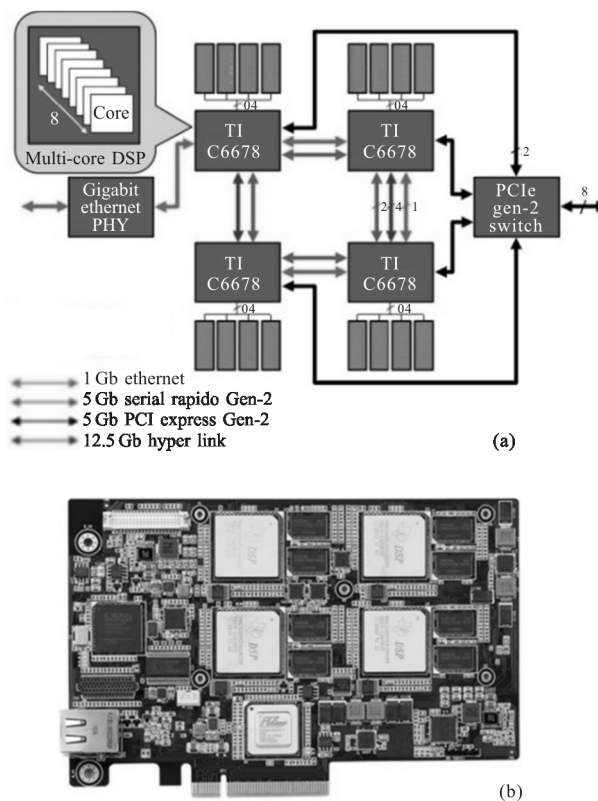 8
Core
Multi-core DSP
04
04
TI
C6678
TI
C6678
2
Gigabit
ethernet
PHY
PCIe
gen-2
switch
8
2
4
1
TI
C6678
TI
C6678
04
04
1 Gb ethernet
5 Gb serial rapido Gen-2
5 Gb PCI express Gen-2
12.5 Gb hyper link
(a)
DSP
DSP
DSP
DSP
(b)